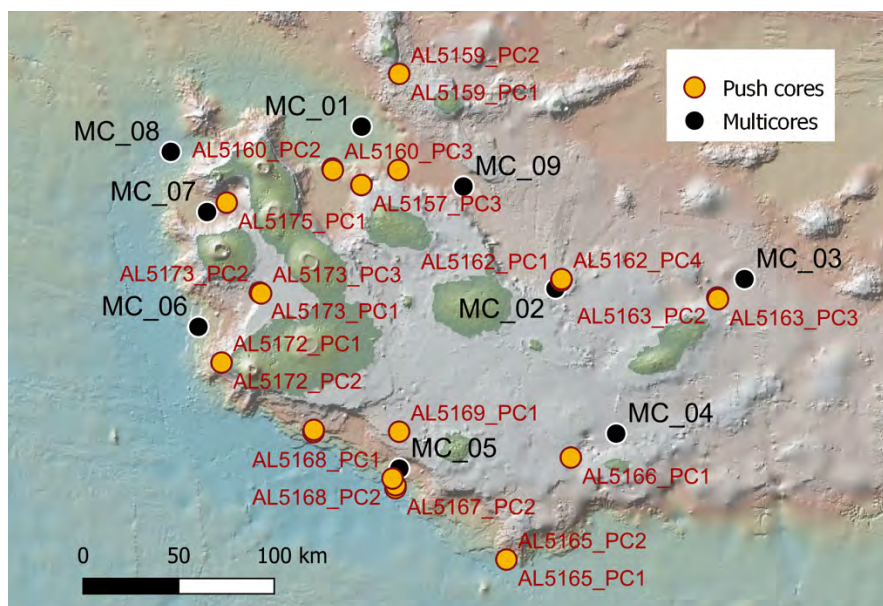 AL5159_PC2
Push cores
AL5159_PC1
Multicores
MC_01
MC_08
AL5160_PC2
AL5160_PC3
MC_09
MC_07
AL5157_PC3
AL5175_PC1
AL5162_PC1
AL5162_PC4
MC_03
AL5173_PC2
AL5173_PC3
MC_02
MC_06
AL5173_PC1
AL5163_PC2
AL5163_PC3
AL5172_PC1
AL5172_PC2
AL5169_PC1
MC_04
MC_05
AL5168_PC1
AL5166_PC1
AL5168_PC2
AL5167_PC2
AL5165_PC2
0 50 100 km
AL5165_PC1